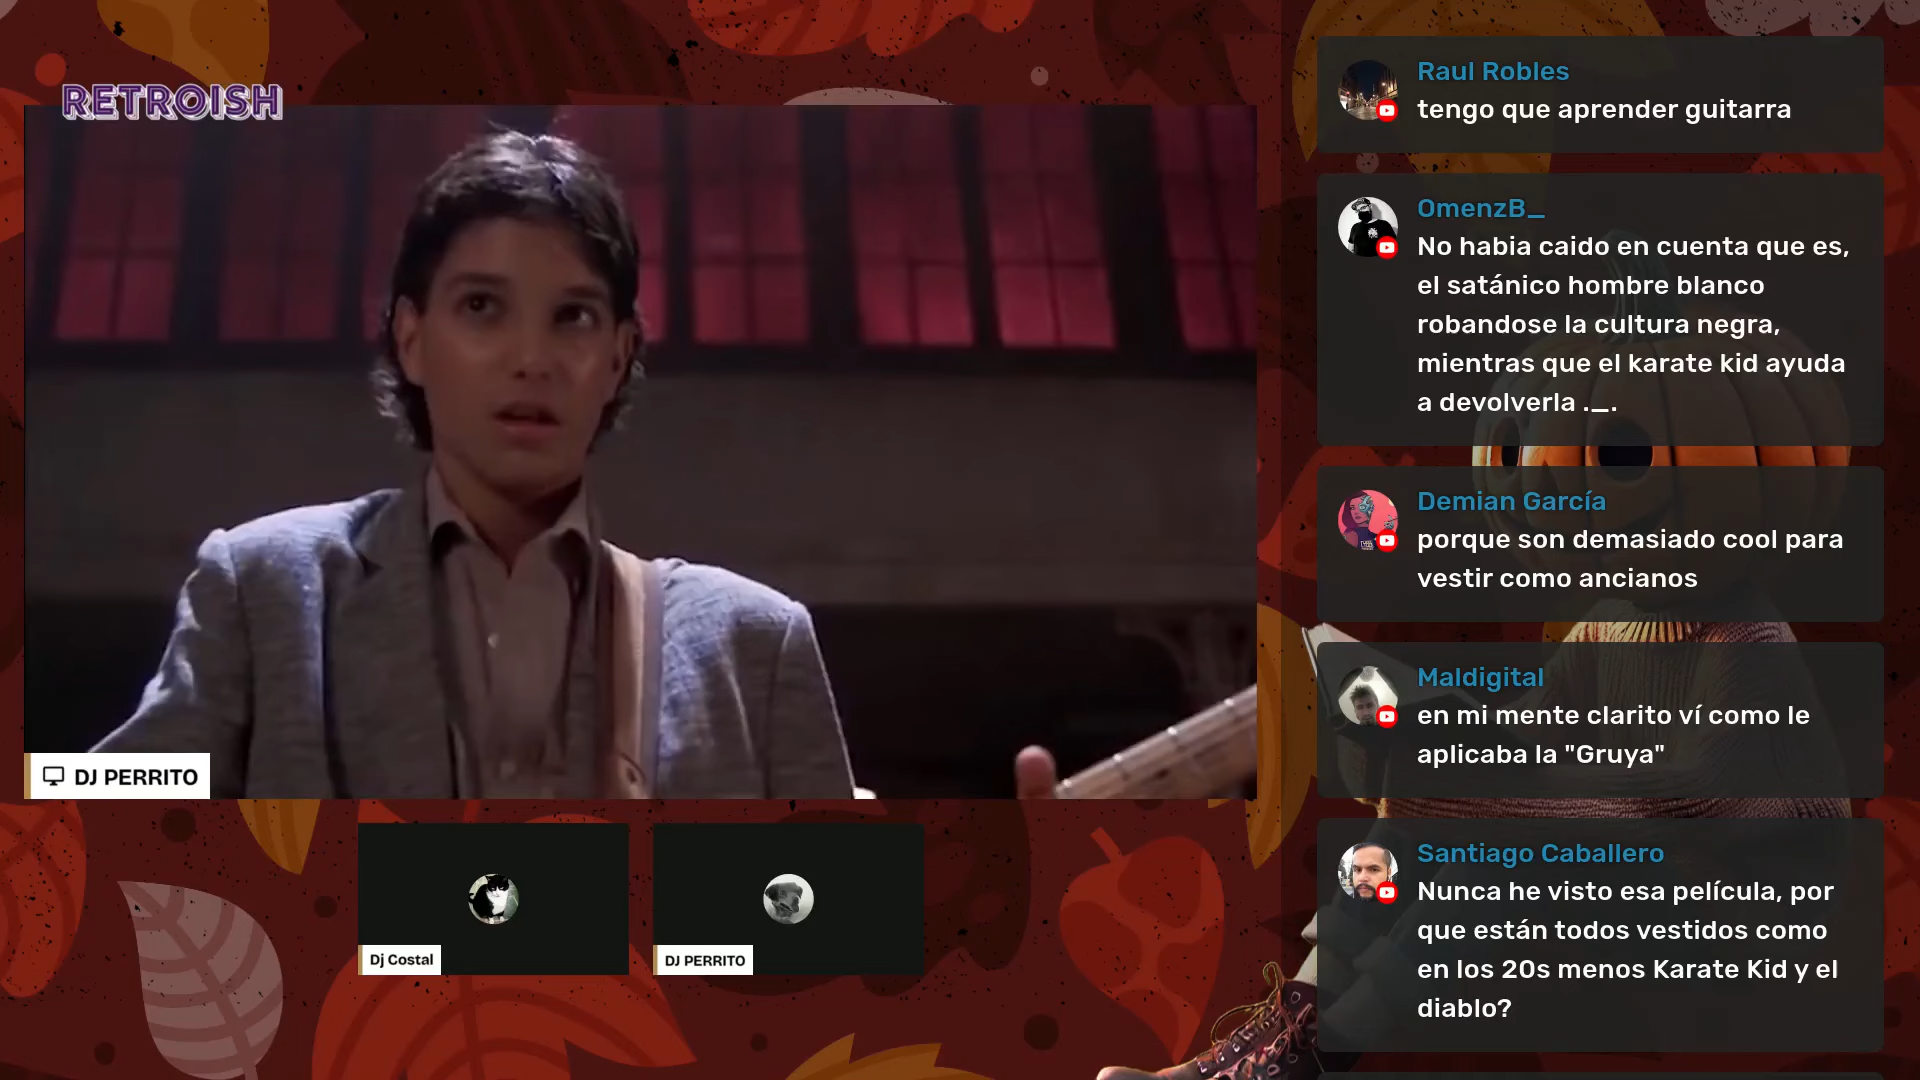 RETROISH
DJ PERRITO
Dj Costal
DJ PERRITO
Raul Robles
tengo que aprender guitarra
OmenzB_
No habia caido en cuenta que es,
el satánico hombre blanco
robandose la cultura negra,
mientras que el karate kid ayuda
a devolverla ._.
Demian García
porque son demasiado cool para
vestir como ancianos
Maldigital
en mi mente clarito ví como le
aplicaba la "Gruya"
Santiago Caballero
Nunca he visto esa película, por
que están todos vestidos como
en los 20s menos Karate Kid y el
diablo?